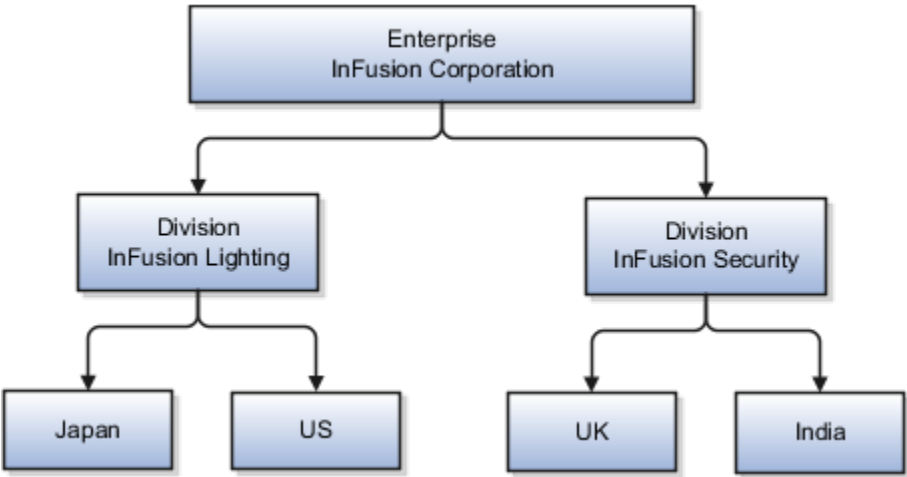 Enterprise
InFusion Corporation
Division
InFusion Lighting
Division
InFusion Security
Japan
US
UK
India